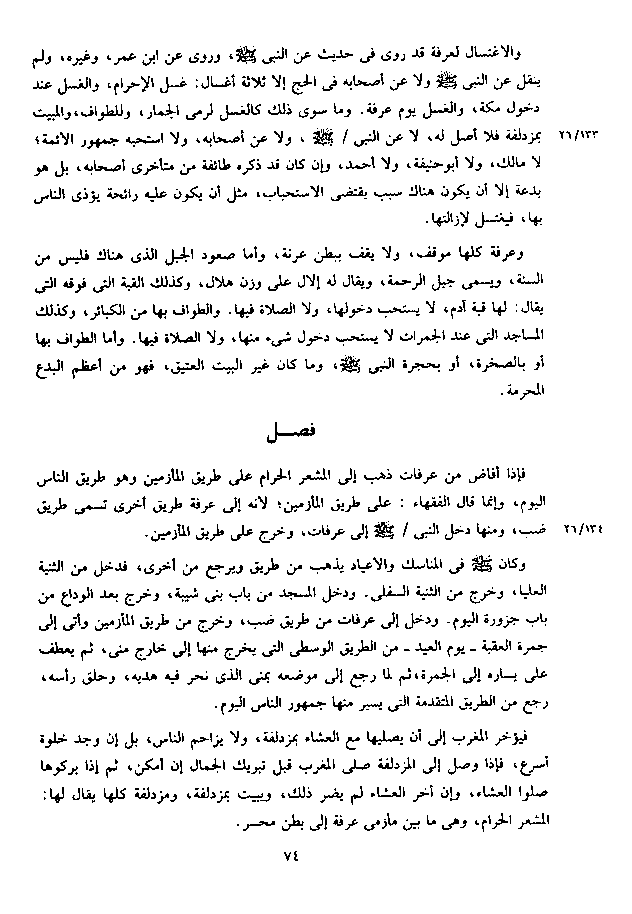 والاغتسال لعرفة قد روى فى حديث عن النبى ﷺ، وروى عن ابن عمر، وغيره، ولم
ينقل عن النبى ﷺ ولا عن أصحابه فى الحج إلا ثلاثة أغسال: غسل الإحرام، والغسل عند
دخول مكة، والغسل يوم عرفة. وما سوى ذلك كالغسل لرمى الجمار، وللطواف، والمبيت
٢٦/١٣٣ بمزدلفة فلا أصل له، لا عن النبى / ﷺ ، ولا عن أصحابه، ولا استحبه جمهور الأئمة؛
لا مالك، ولا أبوحنيفة، ولا أحمد، وإن كان قد ذكره طائفة من متأخرى أصحابه، بل هو
بدعة إلا أن يكون هناك سبب يقتضى الاستحباب، مثل أن يكون عليه رائحة يؤذى الناس
بها، فيغتسل لإزالتها.
وعرفة كلها موقف، ولا يقف ببطن عرنة، وأما صعود الجبل الذى هناك فليس من
السنة، ويسمى جبل الرحمة، ويقال له إلال على وزن هلال، وكذلك القبة التى فوقه التى
يقال: لها قبة آدم، لا يستحب دخولها، ولا الصلاة فيها. والطواف بها من الكبائر، وكذلك
المساجد التى عند الجمرات لا يستحب دخول شىء منها، ولا الصلاة فيها. وأما الطواف بها
أو بالصخرة، أو بحجرة النبى ﷺ، وما كان غير البيت العتيق، فهو من أعظم البدع
المحرمة.
فصـــل
فإذا أفاض من عرفات ذهب إلى المشعر الحرام على طريق المأزمين وهو طريق الناس
اليوم، وإنما قال الفقهاء : على طريق المأزمين؛ لأنه إلى عرفة طريق أخرى تسمى طريق
٢٦/١٣٤ ضب، ومنها دخل النبى / ﷺ إلى عرفات، وخرج على طريق المأزمين.
وكان ﷺ فى المناسك والأعياد يذهب من طريق ويرجع من أخرى، فدخل من الثنية
العليا، وخرج من الثنية السفلى. ودخل المسجد من باب بنى شيبة، وخرج بعد الوداع من
باب حزورة اليوم. ودخل إلى عرفات من طريق ضب، وخرج من طريق المأزمين وأتى إلى
جمرة العقبة ـ يوم العيد ـ من الطريق الوسطى التى يخرج منها إلى خارج منى، ثم يعطف
على يساره إلى الجمرة، ثم لما رجع إلى موضعه بمنى الذى نحر فيه هديه، وحلق رأسه،
رجع من الطريق المتقدمة التى يسير منها جمهور الناس اليوم.
فيؤخر المغرب إلى أن يصليها مع العشاء بمزدلفة، ولا يزاحم الناس، بل إن وجد خلوة
أسرع، فإذا وصل إلى المزدلفة صلى المغرب قبل تبريك الجمال إن أمكن، ثم إذا بركوها
صلوا العشاء، وإن أخر العشاء لم يضر ذلك، ويبيت بمزدلفة، ومزدلفة كلها يقال لها:
المشعر الحرام، وهى ما بين مأزمى عرفة إلى بطن محسر.
٧٤